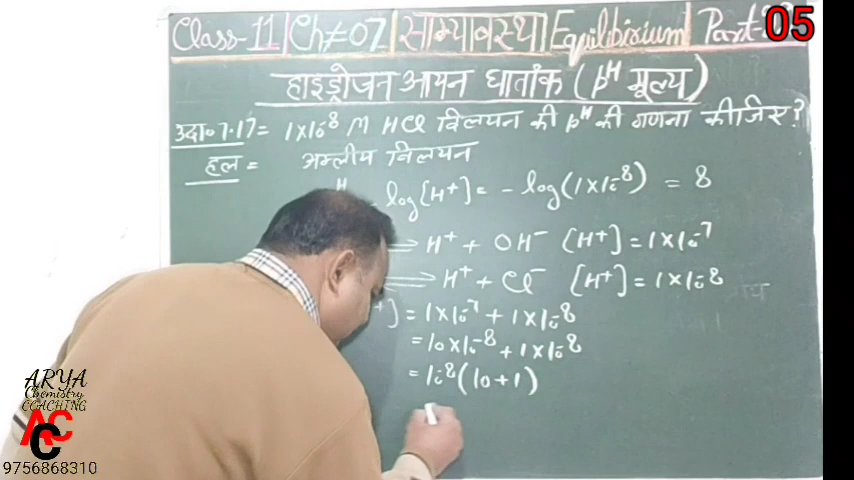 Class-11 | Ch≠07 | साम्यावस्था | Equilibrium | Part-
05
हाइड्रोजन आयन घातांक (pH मूल्य)
उदा० 7.17 = 1×10⁻⁸ M HCl विलयन की pH की गणना कीजिए?
हल = अम्लीय विलयन
H log[H⁺] = - log(1×10⁻⁸) = 8
⇌ H⁺ + OH⁻ [H⁺] = 1×10⁻⁷
⇌ H⁺ + Cl⁻ [H⁺] = 1×10⁻⁸
⁺] = 1×10⁻⁷ + 1×10⁻⁸
= 10×10⁻⁸ + 1×10⁻⁸
= 10⁻⁸(10+1)
ARYA
Chemistry
COACHING
ACC
9756868310